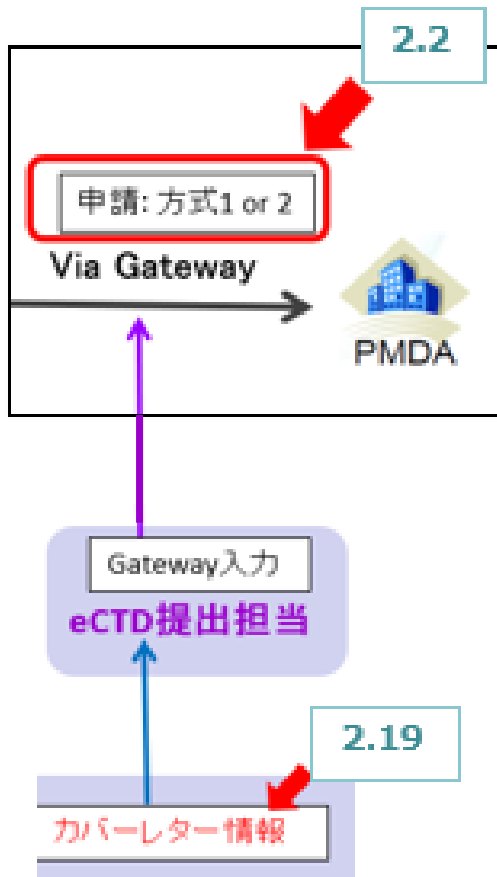 2.2
申請: 方式1 or 2
Via Gateway
PMDA
Gateway入力
eCTD提出担当
2.19
カバーレター情報